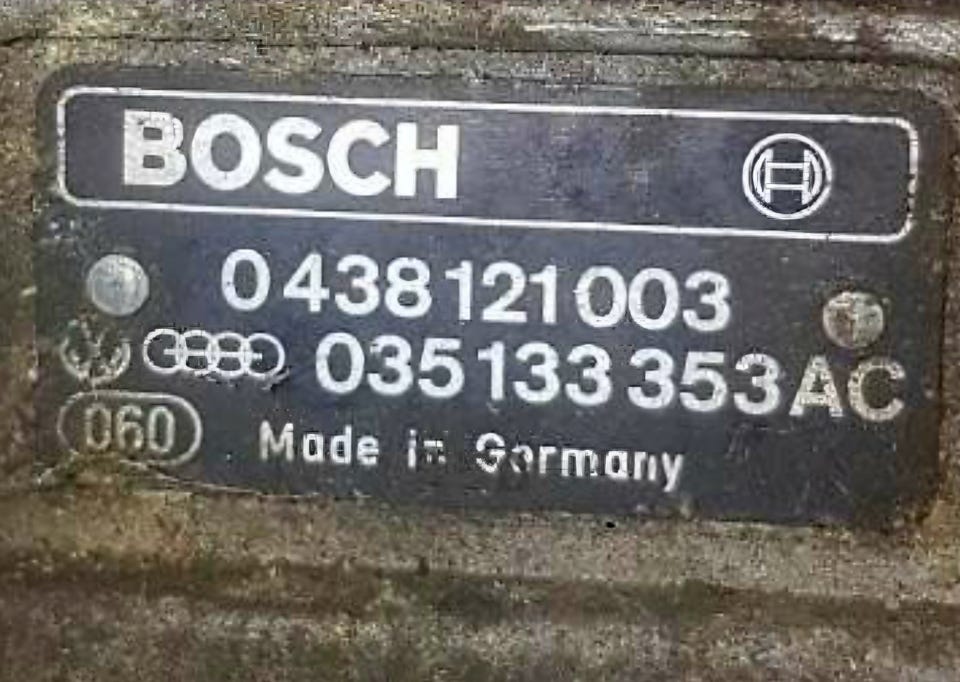 BOSCH
0 438 121 003
035 133 353 AC
060
Made in Germany